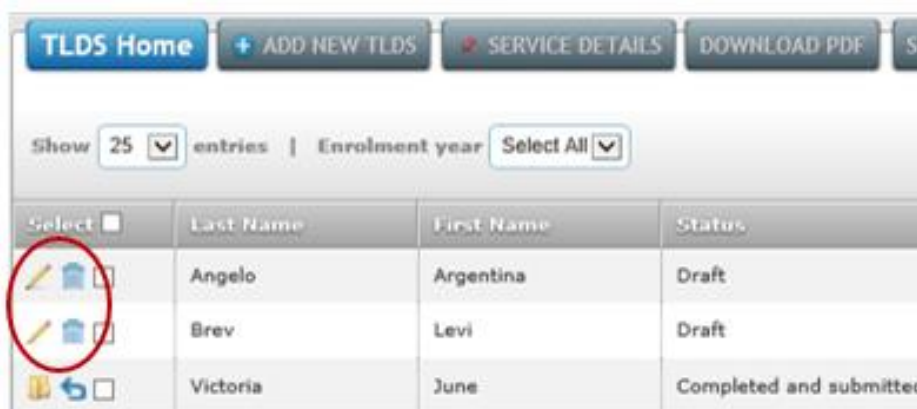 TLDS Home ADD NEW TLDS SERVICE DETAILS DOWNLOAD PDF S
Show 25 entries | Enrolment year Select All
Select Last Name First Name Status
Angelo Argentina Draft
Brev Levi Draft
Victoria June Completed and submitted